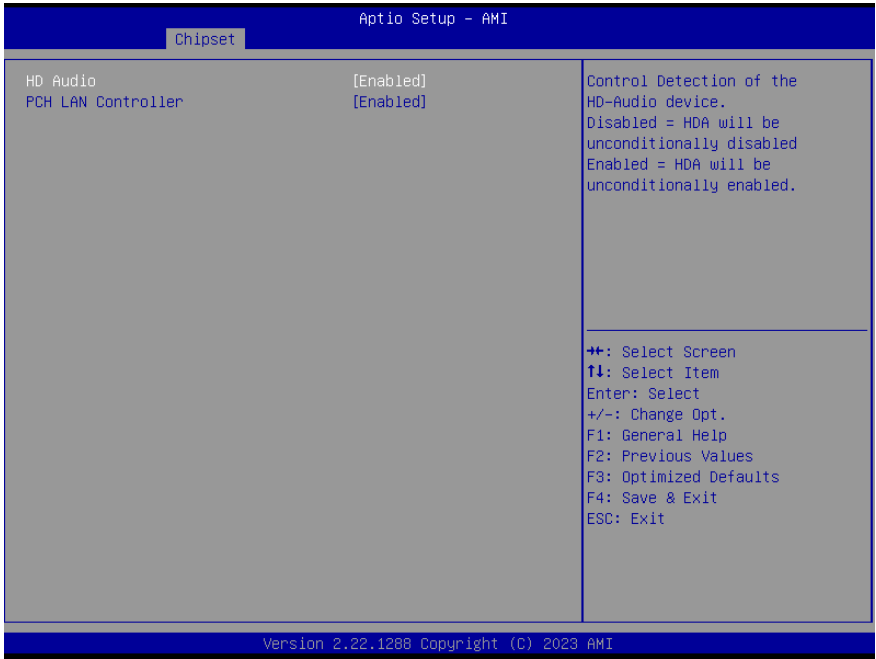 Aptio Setup – AMI
Chipset
HD Audio [Enabled]
PCH LAN Controller [Enabled]
Control Detection of the
HD-Audio device.
Disabled = HDA will be
unconditionally disabled
Enabled = HDA will be
unconditionally enabled.
→←: Select Screen
↑↓: Select Item
Enter: Select
+/-: Change Opt.
F1: General Help
F2: Previous Values
F3: Optimized Defaults
F4: Save & Exit
ESC: Exit
Version 2.22.1288 Copyright (C) 2023 AMI